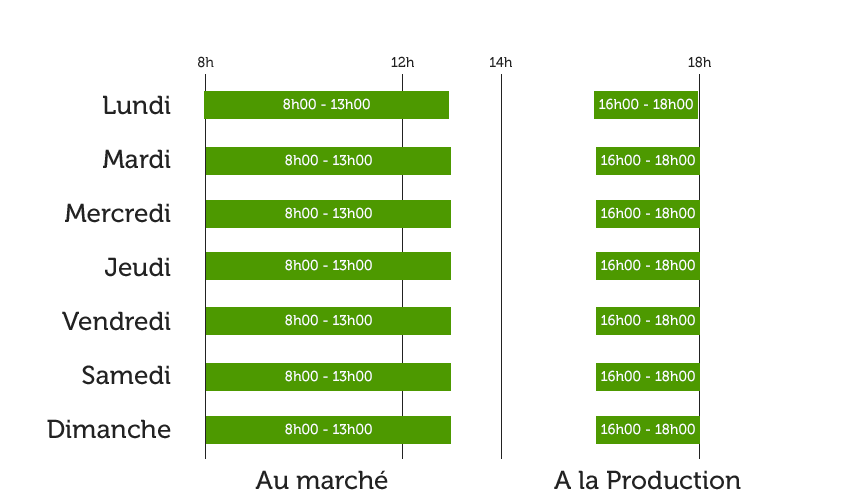 8h 12h 14h 18h
Lundi 8h00 - 13h00 16h00 - 18h00
Mardi 8h00 - 13h00 16h00 - 18h00
Mercredi 8h00 - 13h00 16h00 - 18h00
Jeudi 8h00 - 13h00 16h00 - 18h00
Vendredi 8h00 - 13h00 16h00 - 18h00
Samedi 8h00 - 13h00 16h00 - 18h00
Dimanche 8h00 - 13h00 16h00 - 18h00
Au marché A la Production